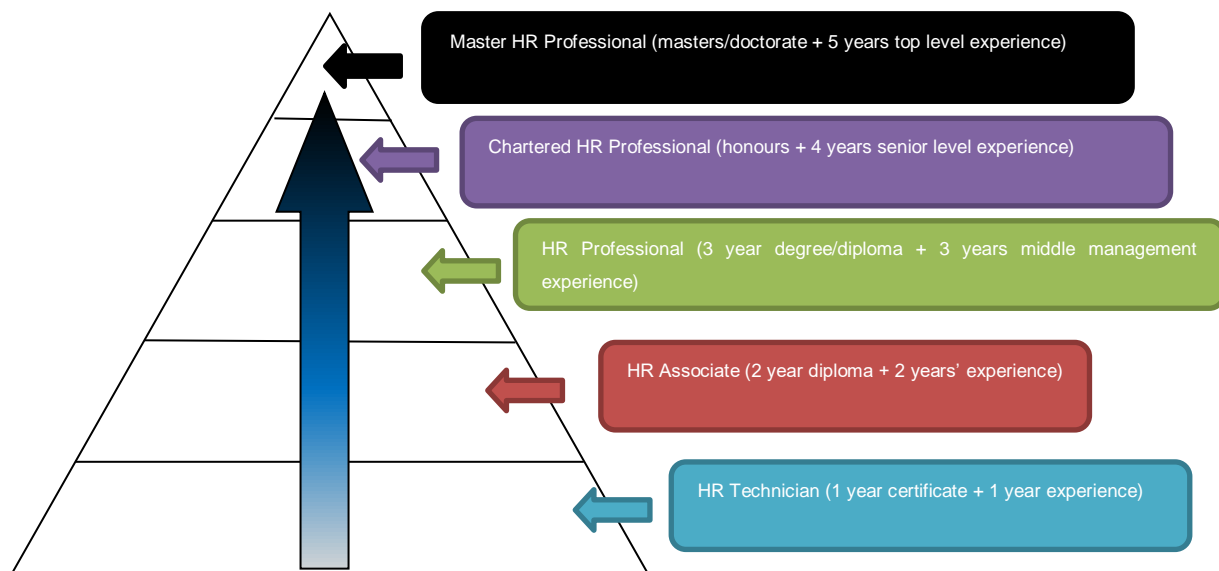 Master HR Professional (masters/doctorate + 5 years top level experience)
Chartered HR Professional (honours + 4 years senior level experience)
HR Professional (3 year degree/diploma + 3 years middle management
experience)
HR Associate (2 year diploma + 2 years’ experience)
HR Technician (1 year certificate + 1 year experience)